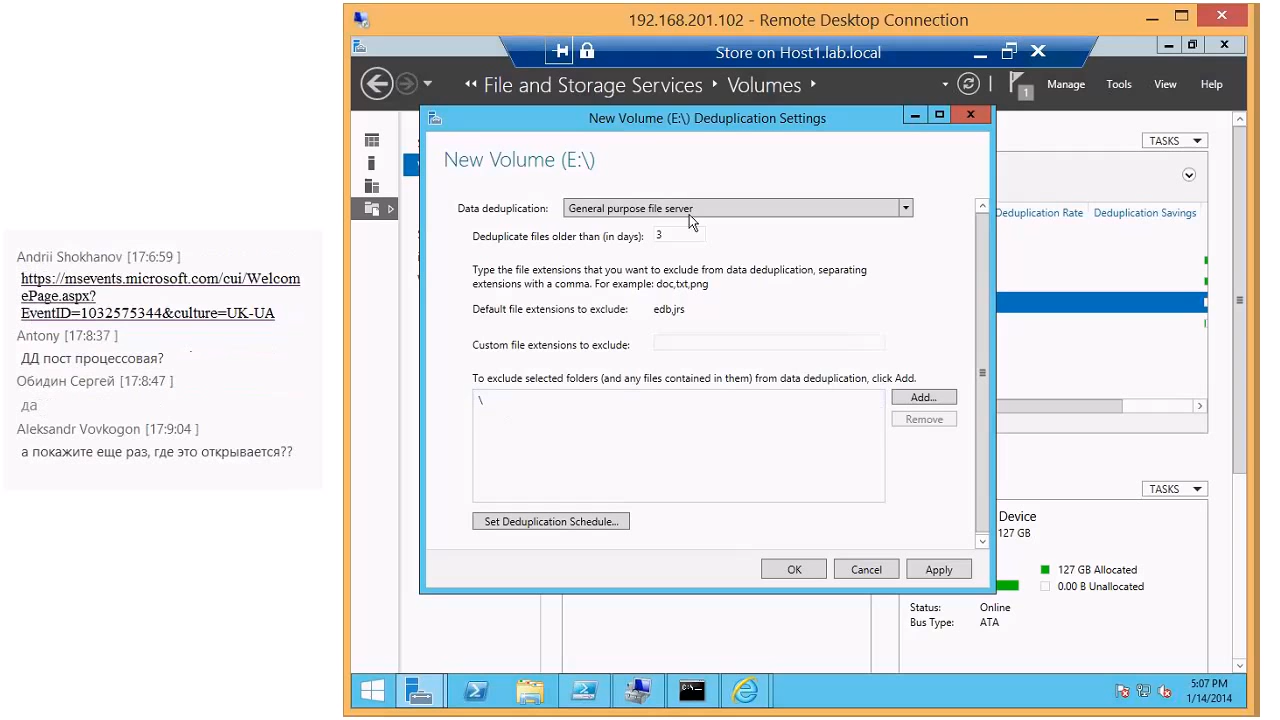 Andrii Shokhanov [17:6:59 ]
https://msevents.microsoft.com/cui/Welcom
ePage.aspx?
EventID=1032575344&culture=UK-UA
Antony [17:8:37 ]
ДД пост процессовая?
Обидин Сергей [17:8:47 ]
да
Aleksandr Vovkogon [17:9:04 ]
а покажите еще раз, где это открывается??
192.168.201.102 - Remote Desktop Connection
Store on Host1.lab.local
File and Storage Services
Volumes
1
Manage
Tools
View
Help
New Volume (E:\) Deduplication Settings
New Volume (E:\)
Data deduplication:
General purpose file server
Deduplicate files older than (in days):
3
Type the file extensions that you want to exclude from data deduplication, separating
extensions with a comma. For example: doc,txt,png
Default file extensions to exclude:
edb,jrs
Custom file extensions to exclude:
To exclude selected folders (and any files contained in them) from data deduplication, click Add.
\
Add...
Remove
Set Deduplication Schedule...
OK
Cancel
Apply
TASKS
Deduplication Rate
Deduplication Savings
TASKS
Device
127 GB
127 GB Allocated
0.00 B Unallocated
Status:
Online
Bus Type:
ATA
5:07 PM
1/14/2014